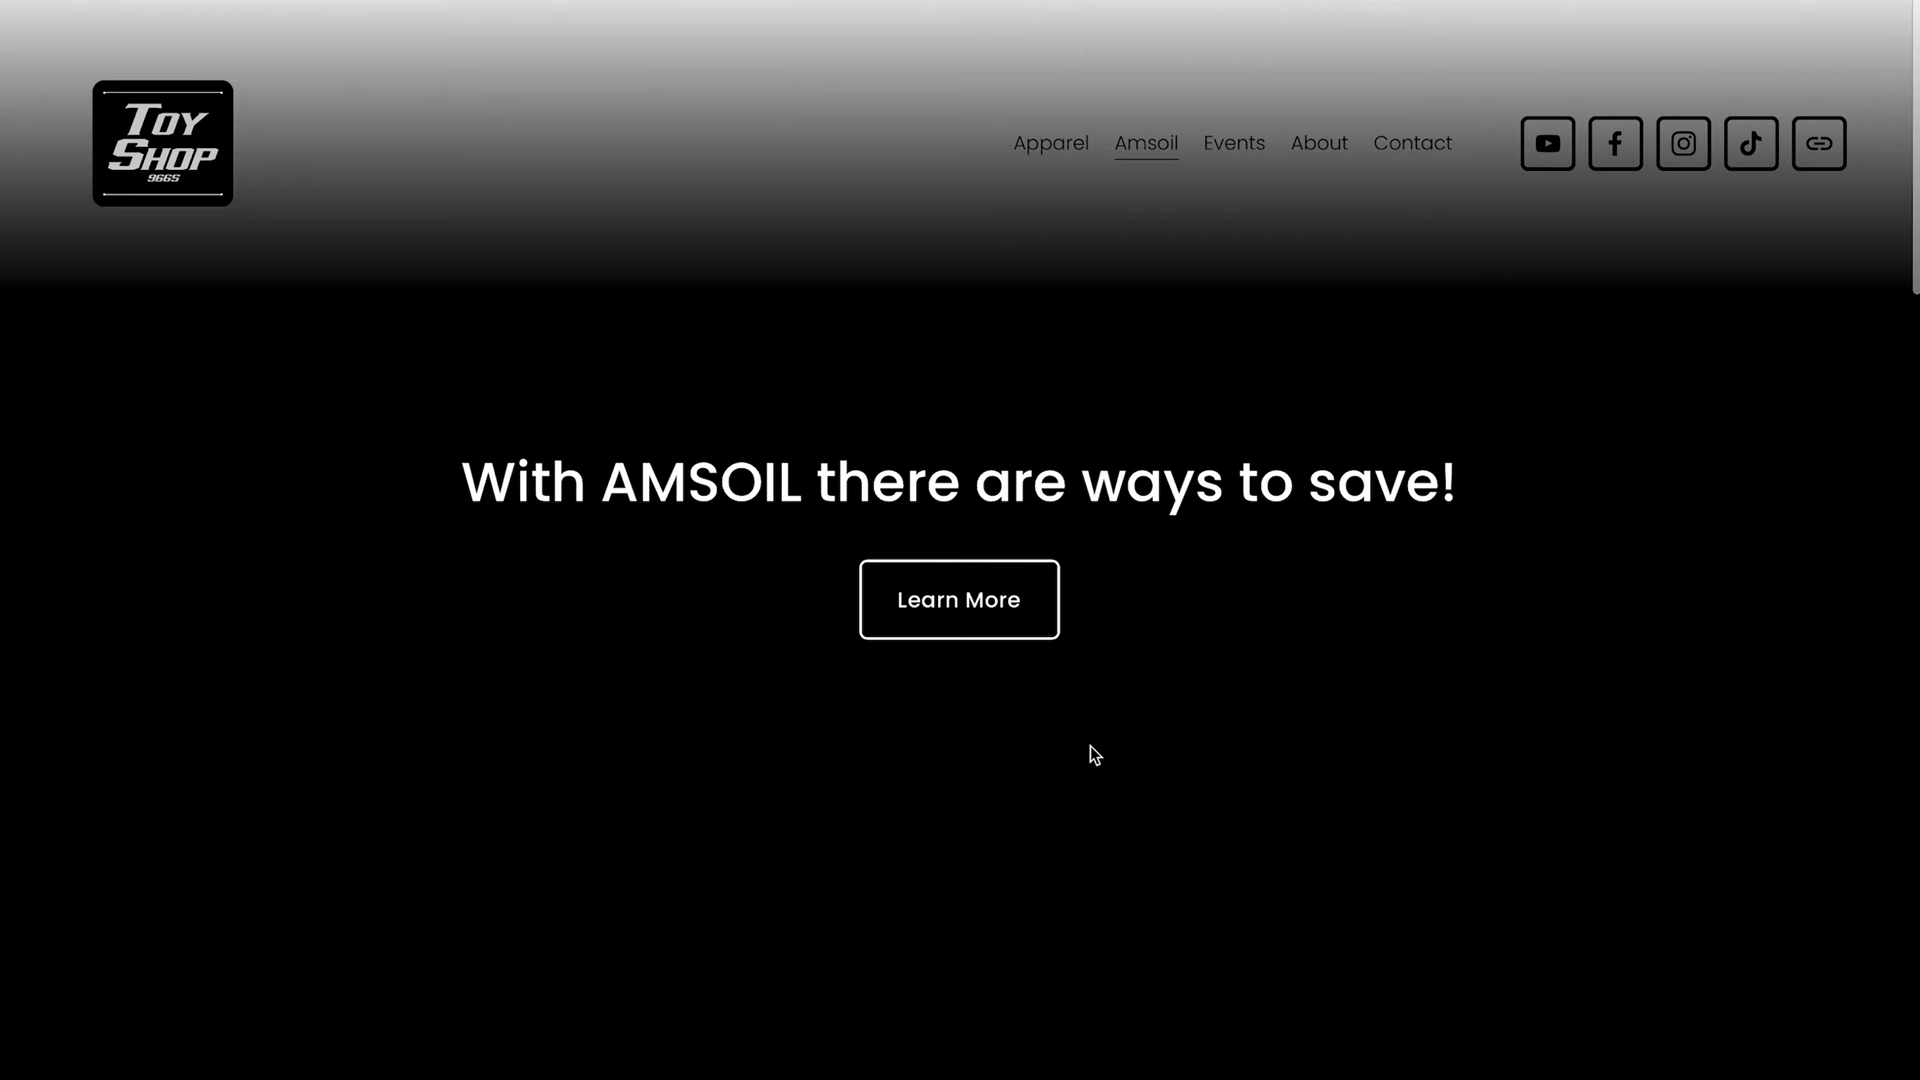 Toy
Shop
966S
Apparel Amsoil Events About Contact
With AMSOIL there are ways to save!
Learn More